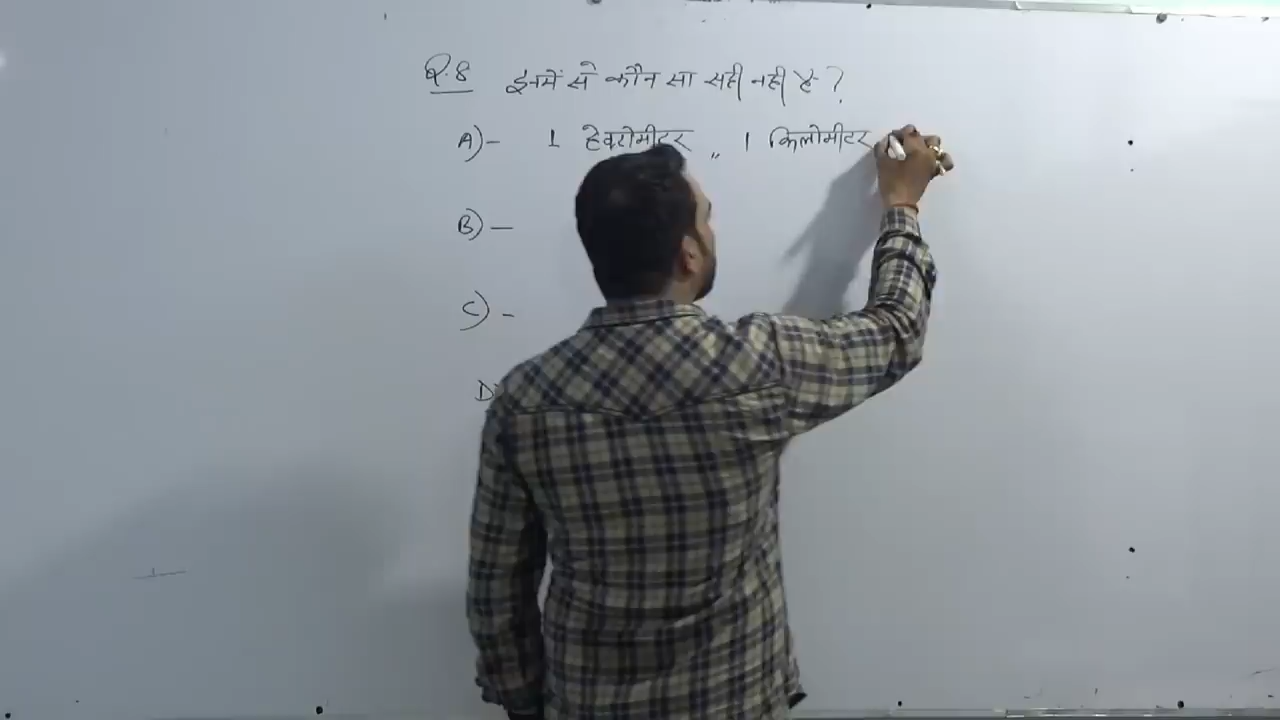 Q.8 इनमें से कौन सा सही नहीं है ?
A)- 1 हेक्टोमीटर ,, 1 किलोमीटर
B) -
C) -
D